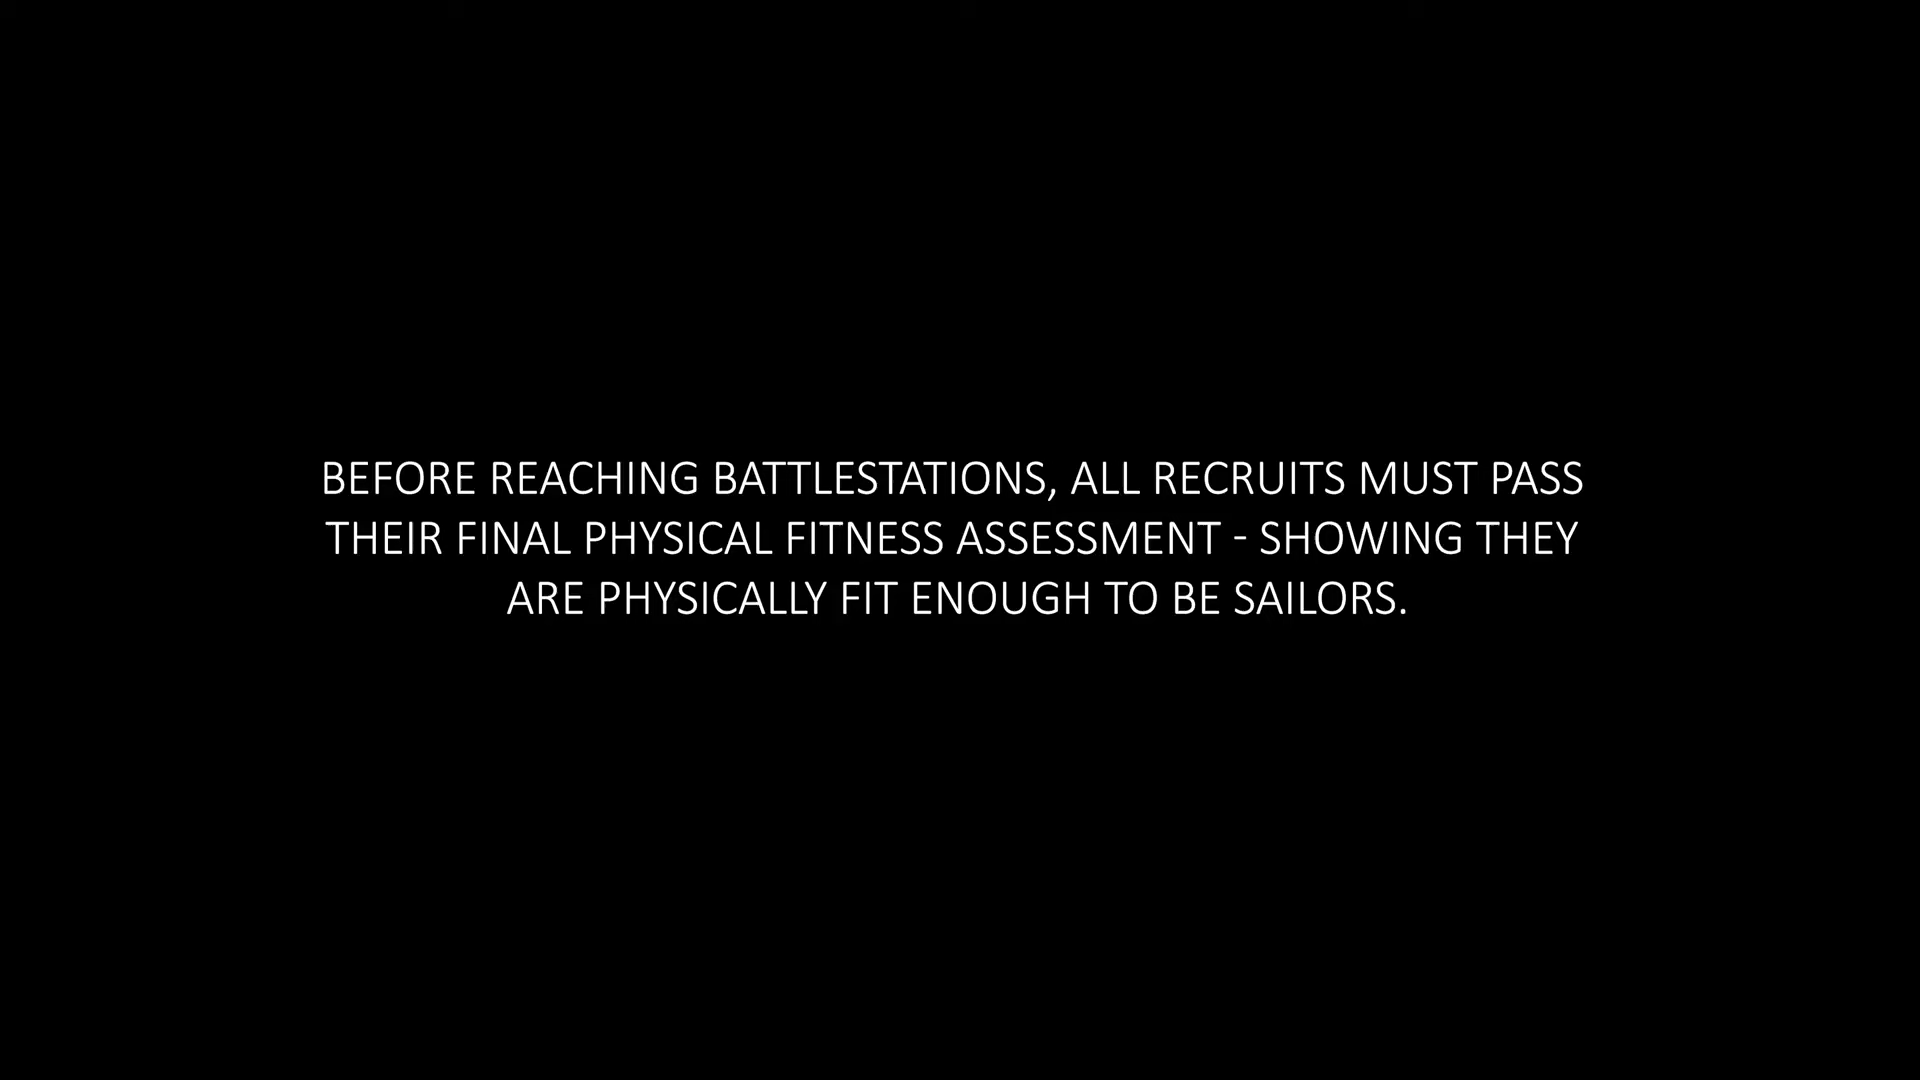 BEFORE REACHING BATTLESTATIONS, ALL RECRUITS MUST PASS
THEIR FINAL PHYSICAL FITNESS ASSESSMENT - SHOWING THEY
ARE PHYSICALLY FIT ENOUGH TO BE SAILORS.